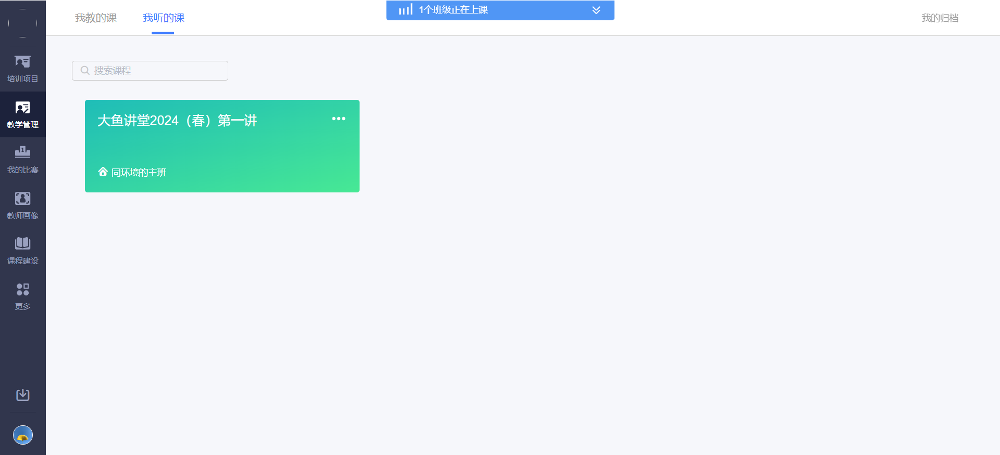 我教的课
我听的课
1个班级正在上课
我的归档
培训项目
教学管理
我的比赛
教师画像
课程建设
更多
搜索课程
大鱼讲堂2024（春）第一讲
同环境的主班